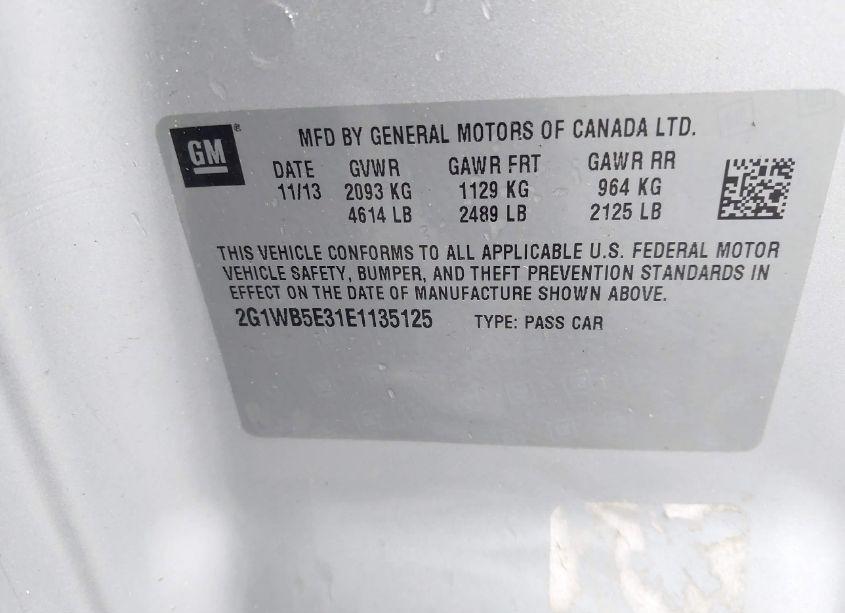 GM®
MFD BY GENERAL MOTORS OF CANADA LTD.
DATE GVWR GAWR FRT GAWR RR
11/13 2093 KG 1129 KG 964 KG
4614 LB 2489 LB 2125 LB
THIS VEHICLE CONFORMS TO ALL APPLICABLE U.S. FEDERAL MOTOR
VEHICLE SAFETY, BUMPER, AND THEFT PREVENTION STANDARDS IN
EFFECT ON THE DATE OF MANUFACTURE SHOWN ABOVE.
2G1WB5E31E1135125 TYPE: PASS CAR